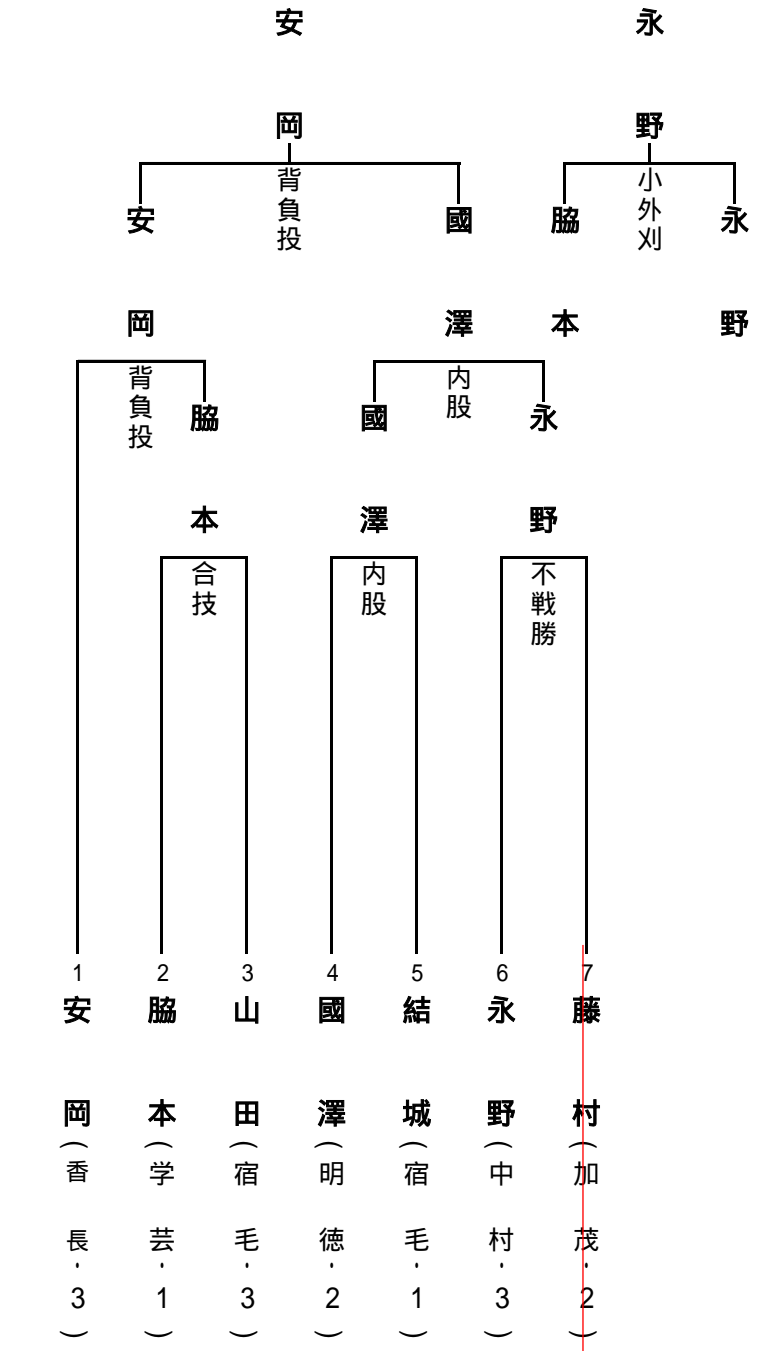 安岡
永野
背負投
小外刈
安岡
國澤
脇本
永野
背負投
内股
脇本
國澤
永野
合技
内股
不戦勝
1 安岡(香長・3)
2 脇本(学芸・1)
3 山田(宿毛・3)
4 國澤(明徳・2)
5 結城(宿毛・1)
6 永野(中村・3)
7 藤村(加茂・2)